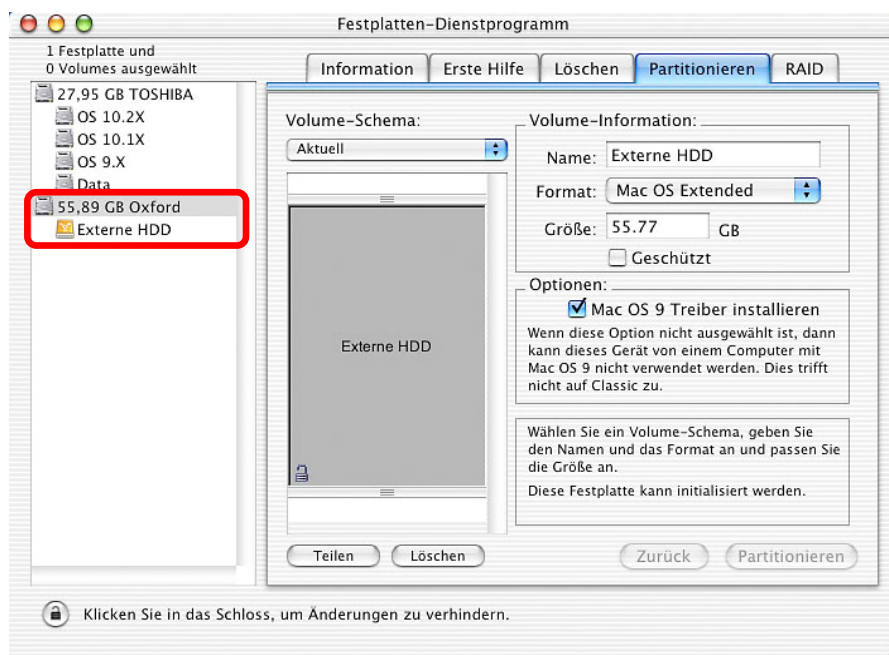 Festplatten-Dienstprogramm
1 Festplatte und
0 Volumes ausgewählt
27,95 GB TOSHIBA
OS 10.2X
OS 10.1X
OS 9.X
Data
55,89 GB Oxford
Externe HDD
Information
Erste Hilfe
Löschen
Partitionieren
RAID
Volume-Schema:
Aktuell
Externe HDD
Teilen
Löschen
Volume-Information:
Name: Externe HDD
Format: Mac OS Extended
Größe: 55.77 GB
Geschützt
Optionen:
Mac OS 9 Treiber installieren
Wenn diese Option nicht ausgewählt ist, dann
kann dieses Gerät von einem Computer mit
Mac OS 9 nicht verwendet werden. Dies trifft
nicht auf Classic zu.
Wählen Sie ein Volume-Schema, geben Sie
den Namen und das Format an und passen Sie
die Größe an.
Diese Festplatte kann initialisiert werden.
Zurück
Partitionieren
Klicken Sie in das Schloss, um Änderungen zu verhindern.